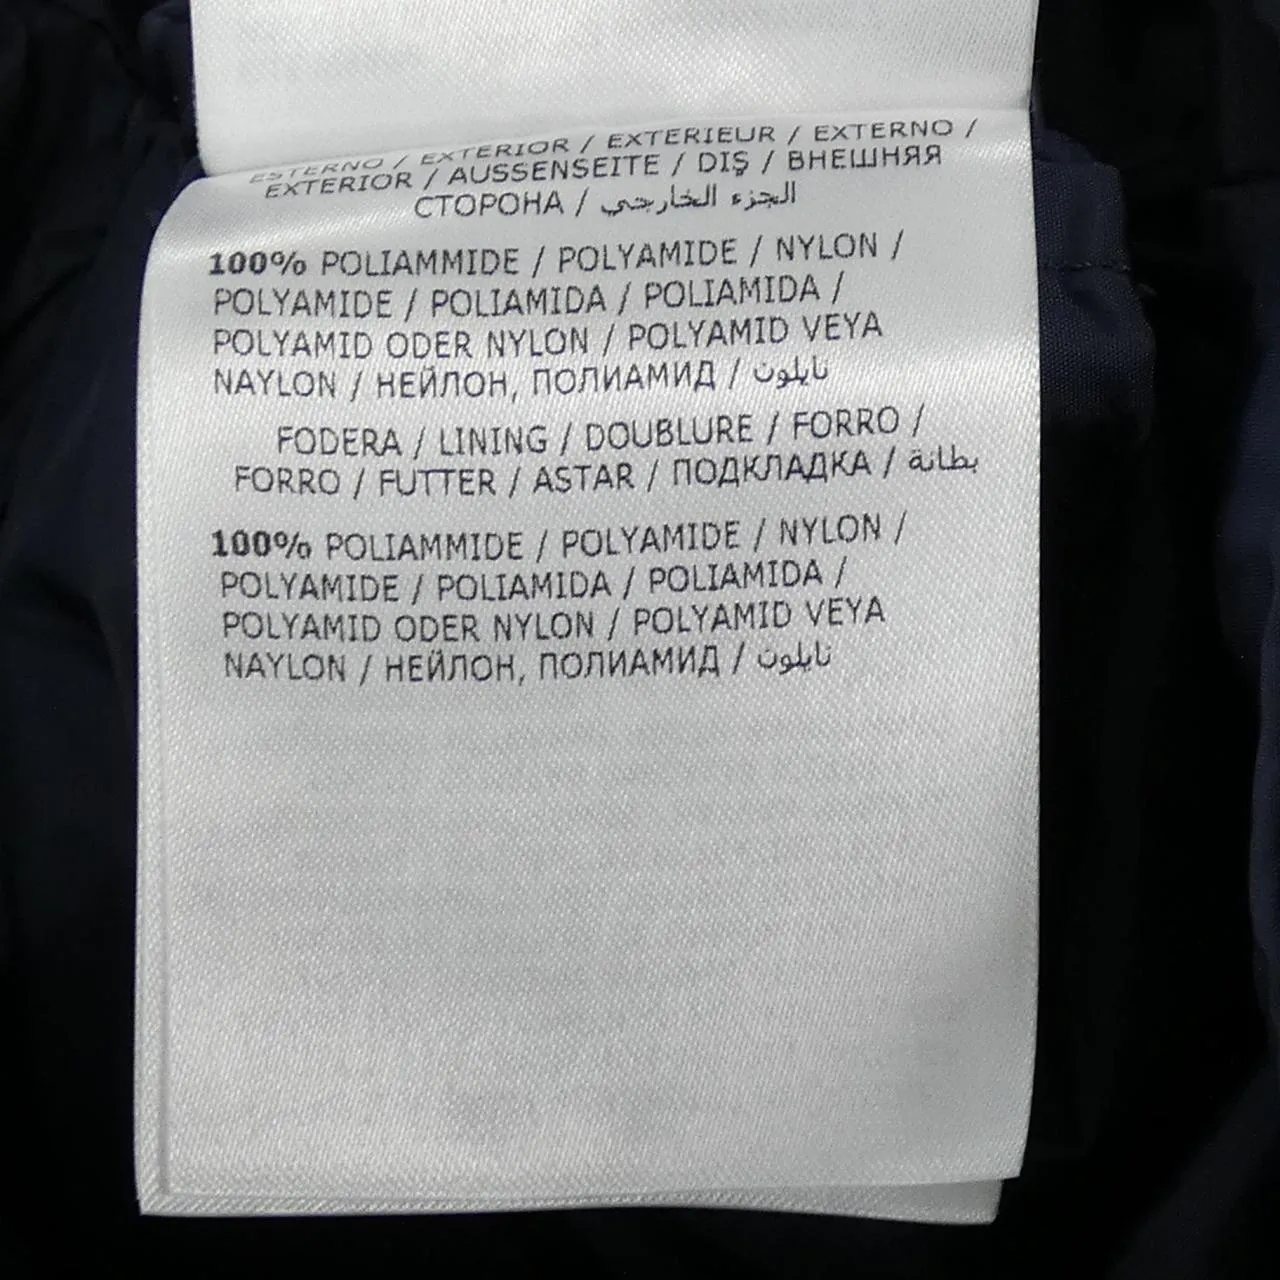 ESTERNO / EXTERIOR / EXTERIEUR / EXTERNO /
EXTERIOR / AUSSENSEITE / DIŞ / ВНЕШНЯЯ
СТОРОНА / الجزء الخارجي
100% POLIAMMIDE / POLYAMIDE / NYLON /
POLYAMIDE / POLIAMIDA / POLIAMIDA /
POLYAMID ODER NYLON / POLYAMID VEYA
NAYLON / НЕЙЛОН, ПОЛИАМИД / نايلون
FODERA / LINING / DOUBLURE / FORRO /
FORRO / FUTTER / ASTAR / ПОДКЛАДКА / بطانة
100% POLIAMMIDE / POLYAMIDE / NYLON /
POLYAMIDE / POLIAMIDA / POLIAMIDA /
POLYAMID ODER NYLON / POLYAMID VEYA
NAYLON / НЕЙЛОН, ПОЛИАМИД / نايلون